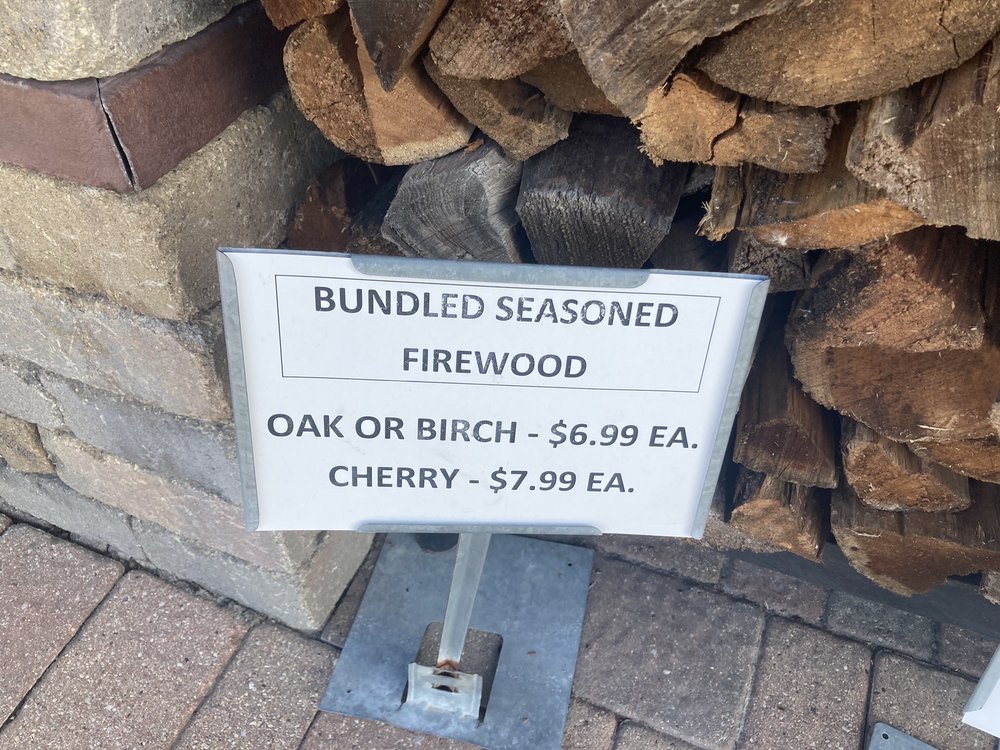 BUNDLED SEASONED
FIREWOOD
OAK OR BIRCH - $6.99 EA.
CHERRY - $7.99 EA.